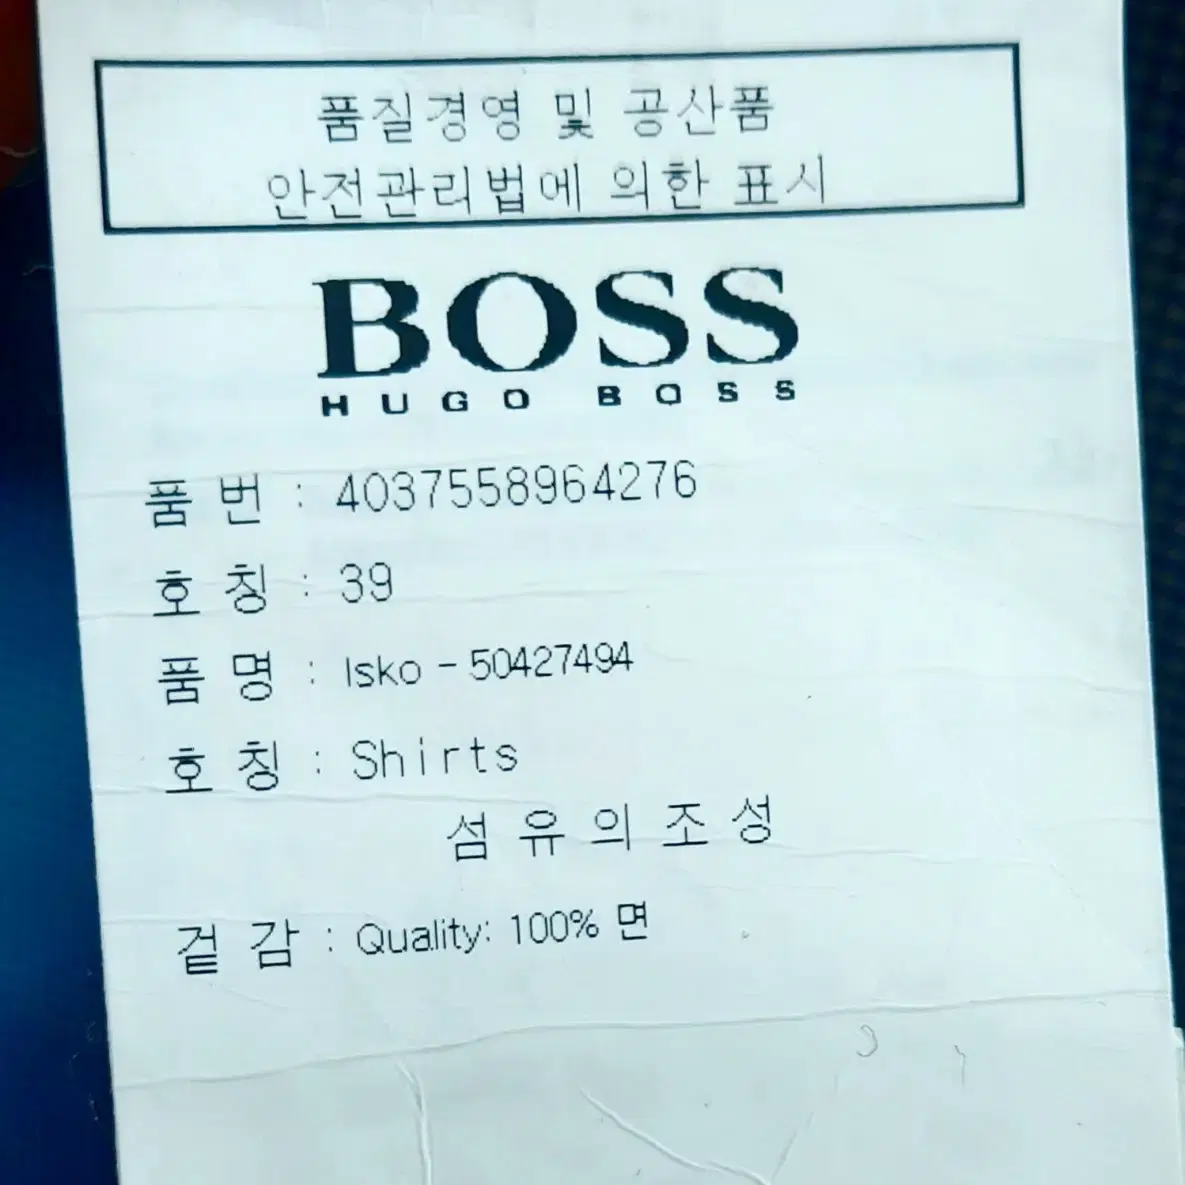 품질경영 및 공산품
안전관리법에 의한 표시
BOSS
HUGO BOSS
품 번 : 4037558964276
호 칭 : 39
품 명 : Isko - 50427494
호 칭 : Shirts
섬 유 의 조 성
겉 감 : Quality: 100% 면